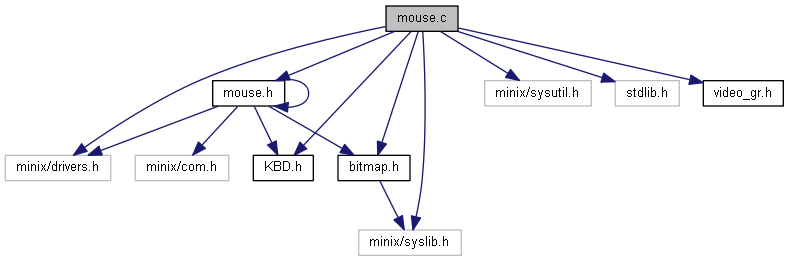 mouse.c
mouse.h
minix/sysutil.h
stdlib.h
video_gr.h
minix/drivers.h
minix/com.h
KBD.h
bitmap.h
minix/syslib.h